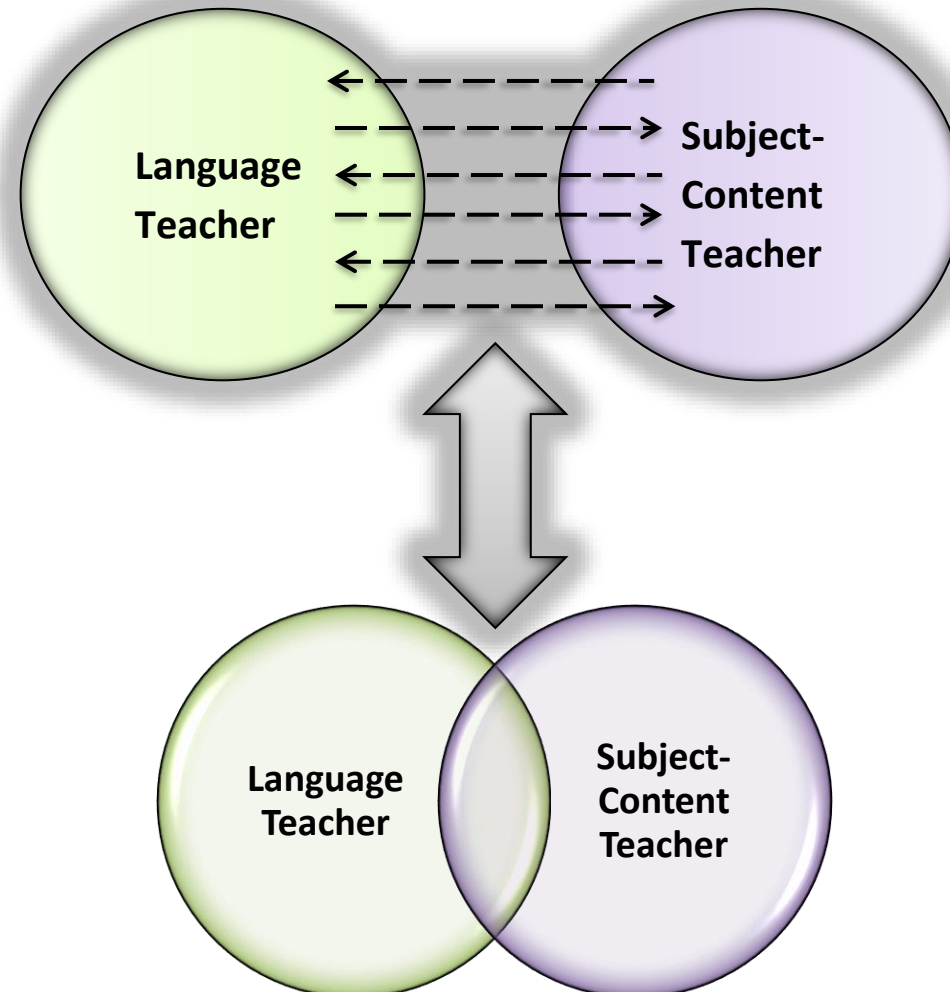 Language
Teacher
Subject-
Content
Teacher
Language
Teacher
Subject-
Content
Teacher